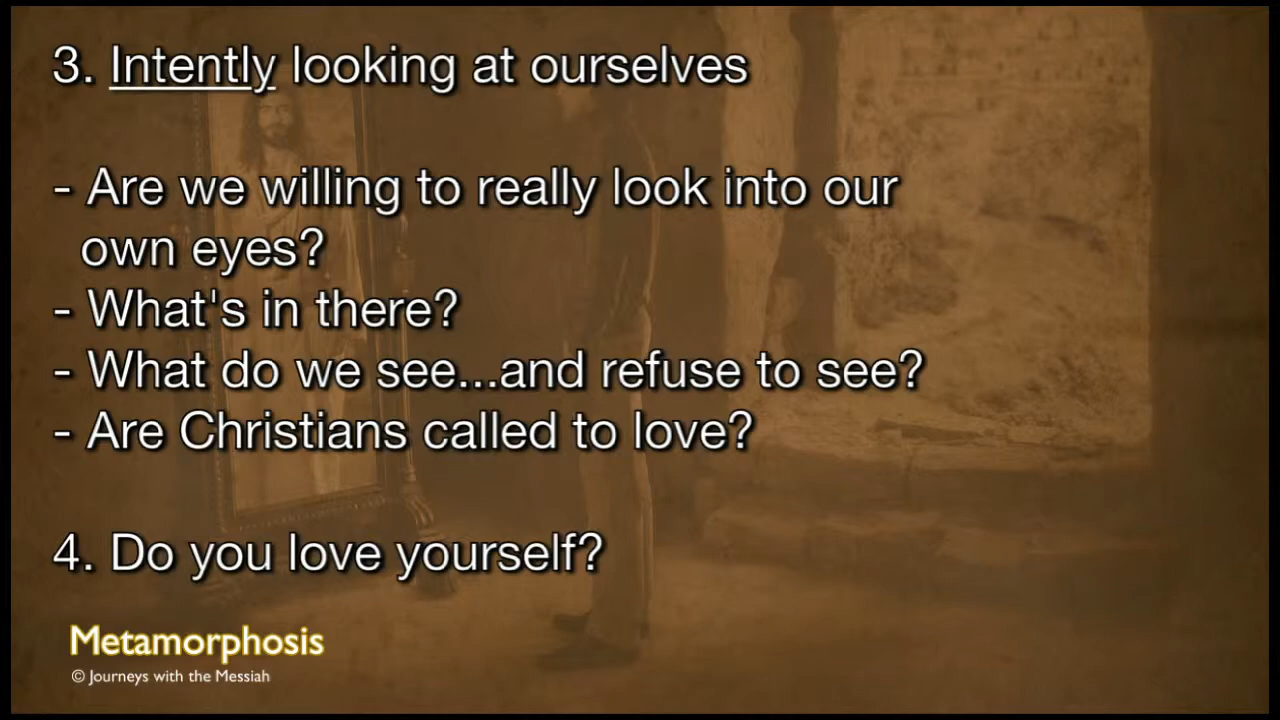 3. Intently looking at ourselves
- Are we willing to really look into our
own eyes?
- What's in there?
- What do we see...and refuse to see?
- Are Christians called to love?
4. Do you love yourself?
Metamorphosis
© Journeys with the Messiah